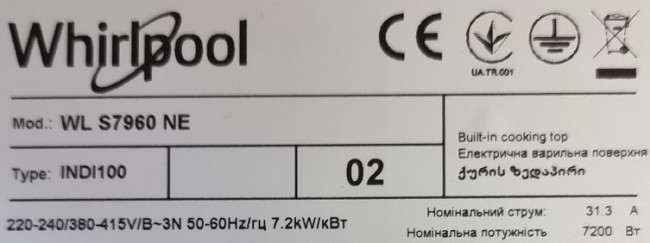 Whirlpool CE
UA.TR.001
Mod.: WL S7960 NE
Type: INDI100
02
Built-in cooking top
Електрична варильна поверхня
ქურის ზედაპირი
220-240/380-415V/В~3N 50-60Hz/гц 7.2kW/кВт
Номінальний струм: 31.3 А
Номінальна потужність 7200 Вт